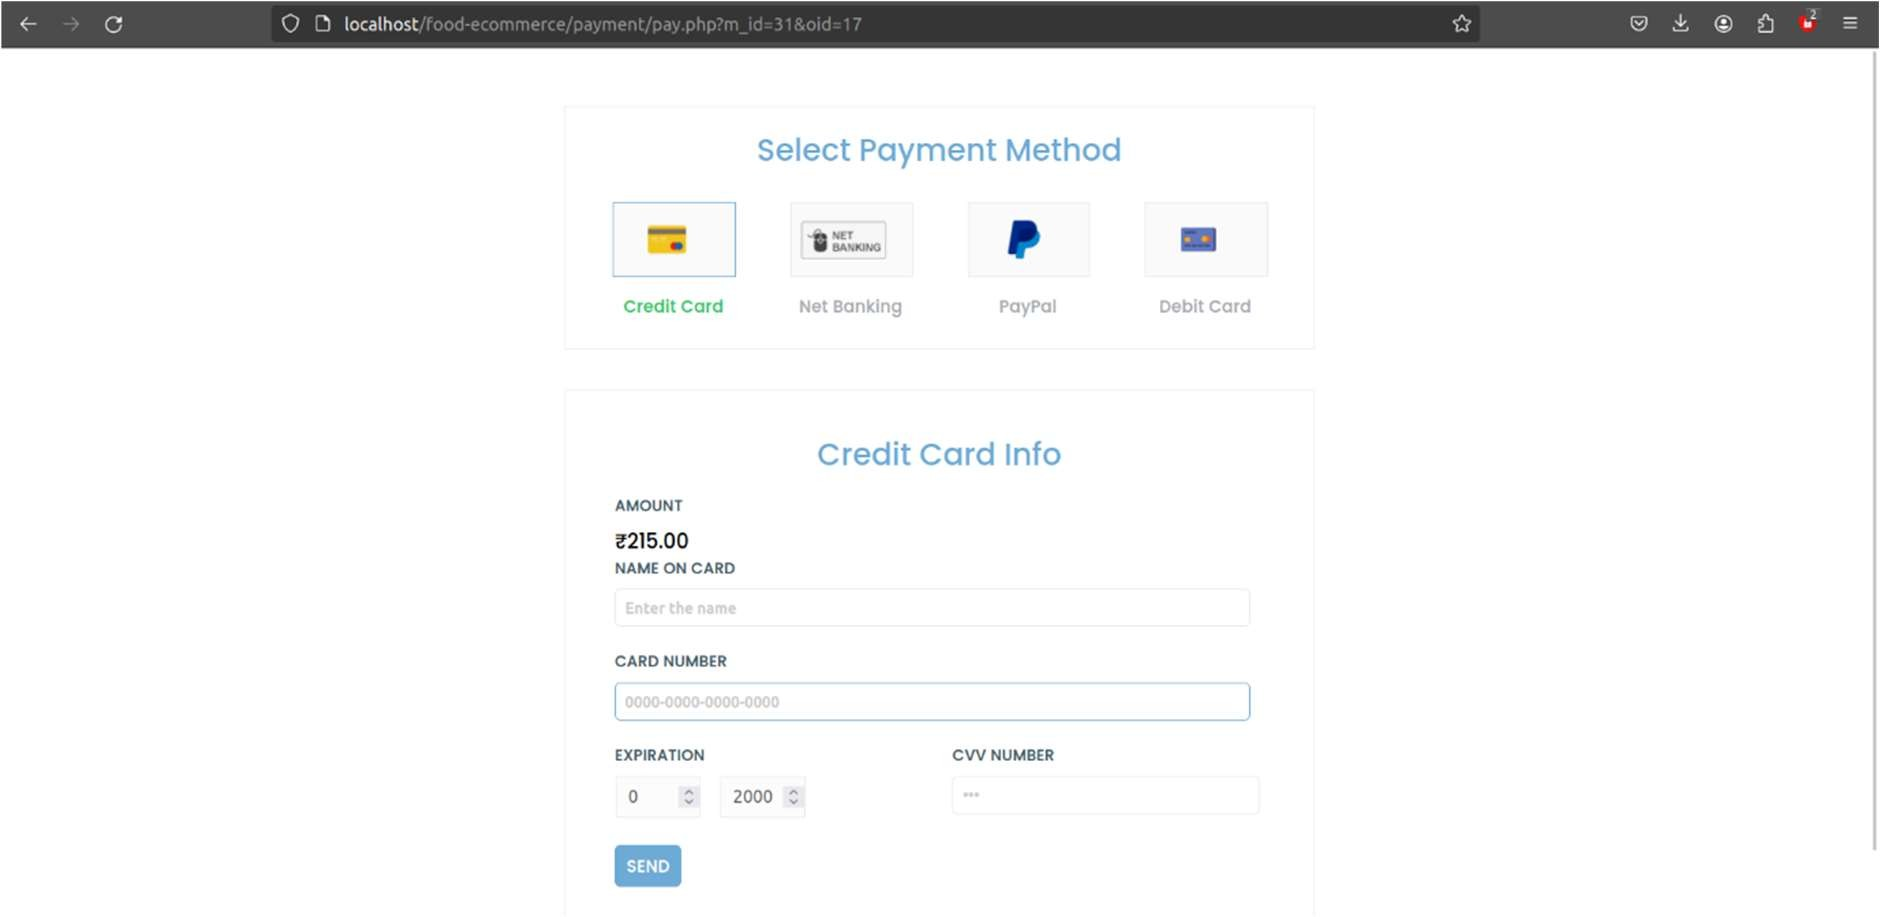 localhost/food-ecommerce/payment/pay.php?m_id=31&oid=17
2
Select Payment Method
NET
BANKING
Credit Card Net Banking PayPal Debit Card
Credit Card Info
AMOUNT
₹215.00
NAME ON CARD
Enter the name
CARD NUMBER
0000-0000-0000-0000
EXPIRATION CVV NUMBER
0 2000 •••
SEND